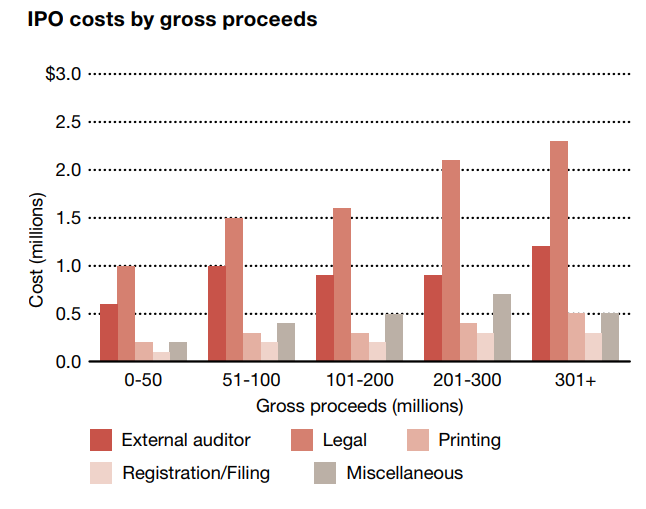 IPO costs by gross proceeds
$3.0
2.5
2.0
1.5
1.0
0.5
0.0
Cost (millions)
0-50 51-100 101-200 201-300 301+
Gross proceeds (millions)
External auditor Legal Printing
Registration/Filing Miscellaneous